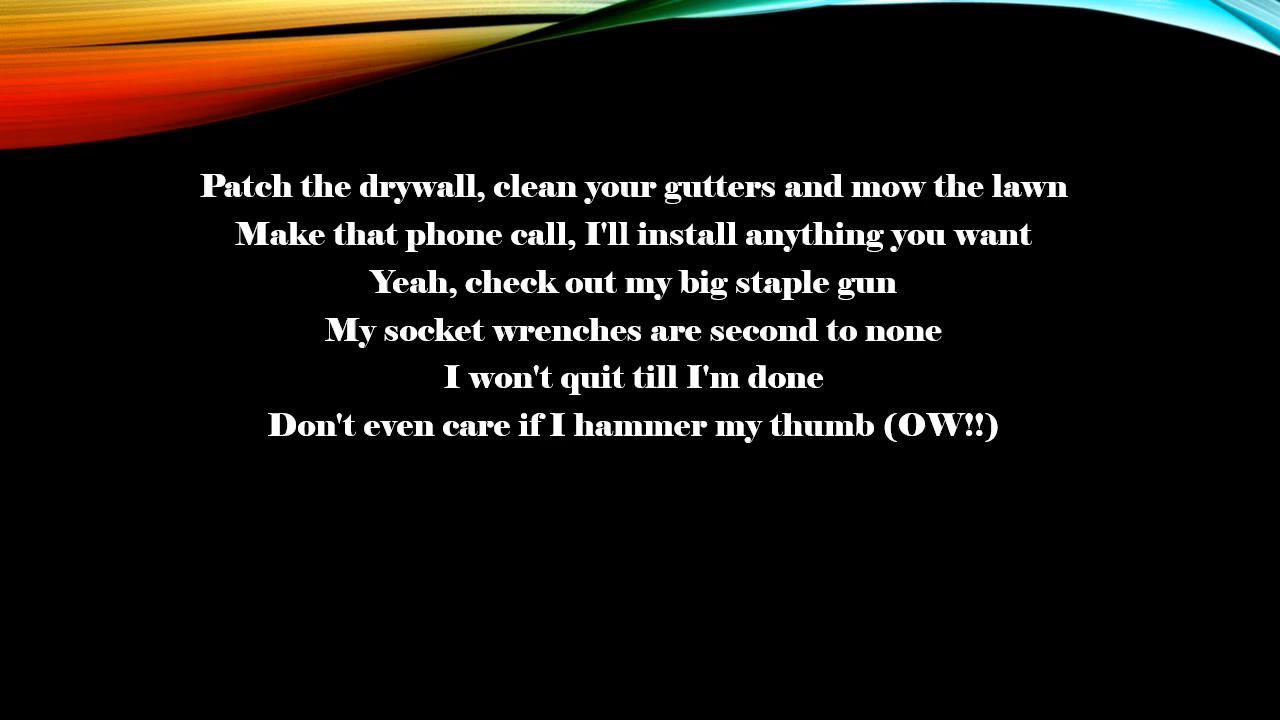 Patch the drywall, clean your gutters and mow the lawn
Make that phone call, I'll install anything you want
Yeah, check out my big staple gun
My socket wrenches are second to none
I won't quit till I'm done
Don't even care if I hammer my thumb (OW!!)